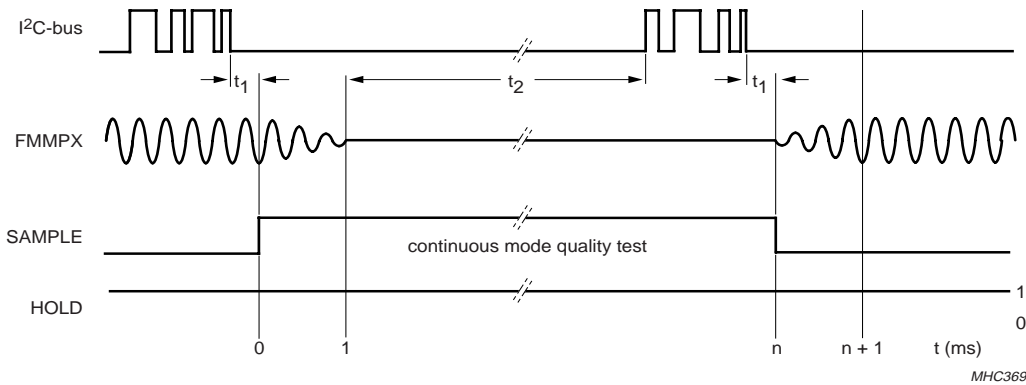 I²C-bus
t₁ t₂ t₁
FMMPX
SAMPLE
continuous mode quality test
HOLD
1
0
0 1 n n + 1 t (ms)
MHC369